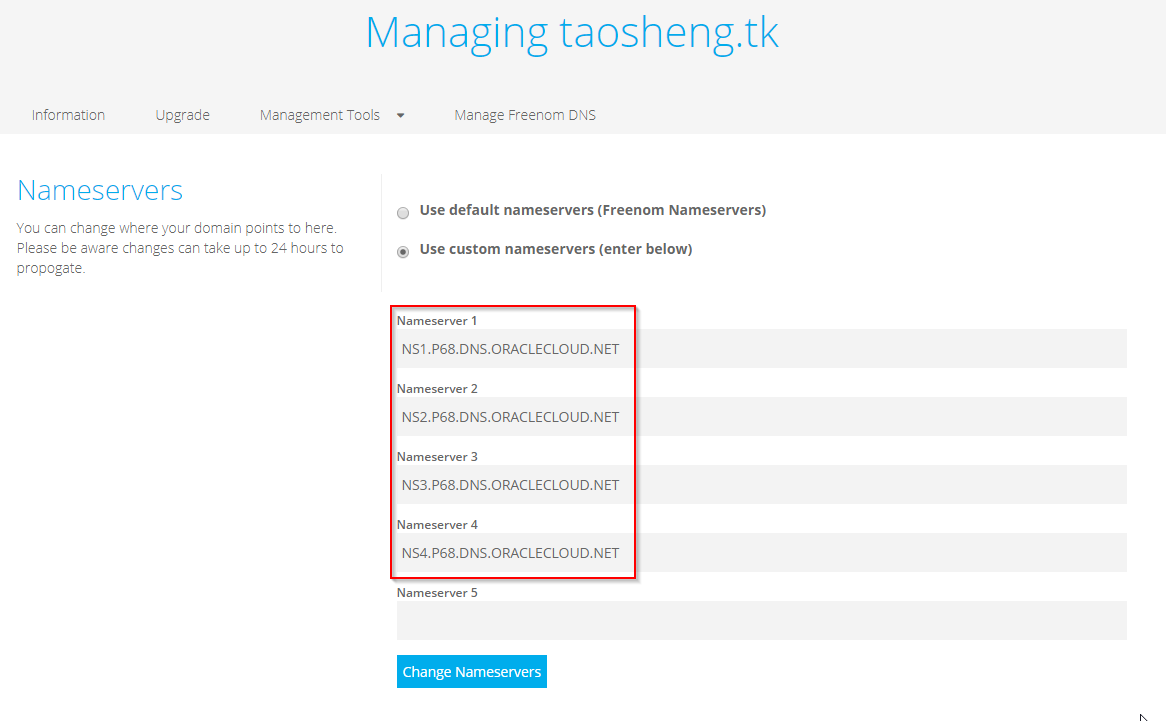 Managing taosheng.tk
Information
Upgrade
Management Tools
Manage Freenom DNS
Nameservers
You can change where your domain points to here.
Please be aware changes can take up to 24 hours to
propogate.
Use default nameservers (Freenom Nameservers)
Use custom nameservers (enter below)
Nameserver 1
NS1.P68.DNS.ORACLECLOUD.NET
Nameserver 2
NS2.P68.DNS.ORACLECLOUD.NET
Nameserver 3
NS3.P68.DNS.ORACLECLOUD.NET
Nameserver 4
NS4.P68.DNS.ORACLECLOUD.NET
Nameserver 5
Change Nameservers